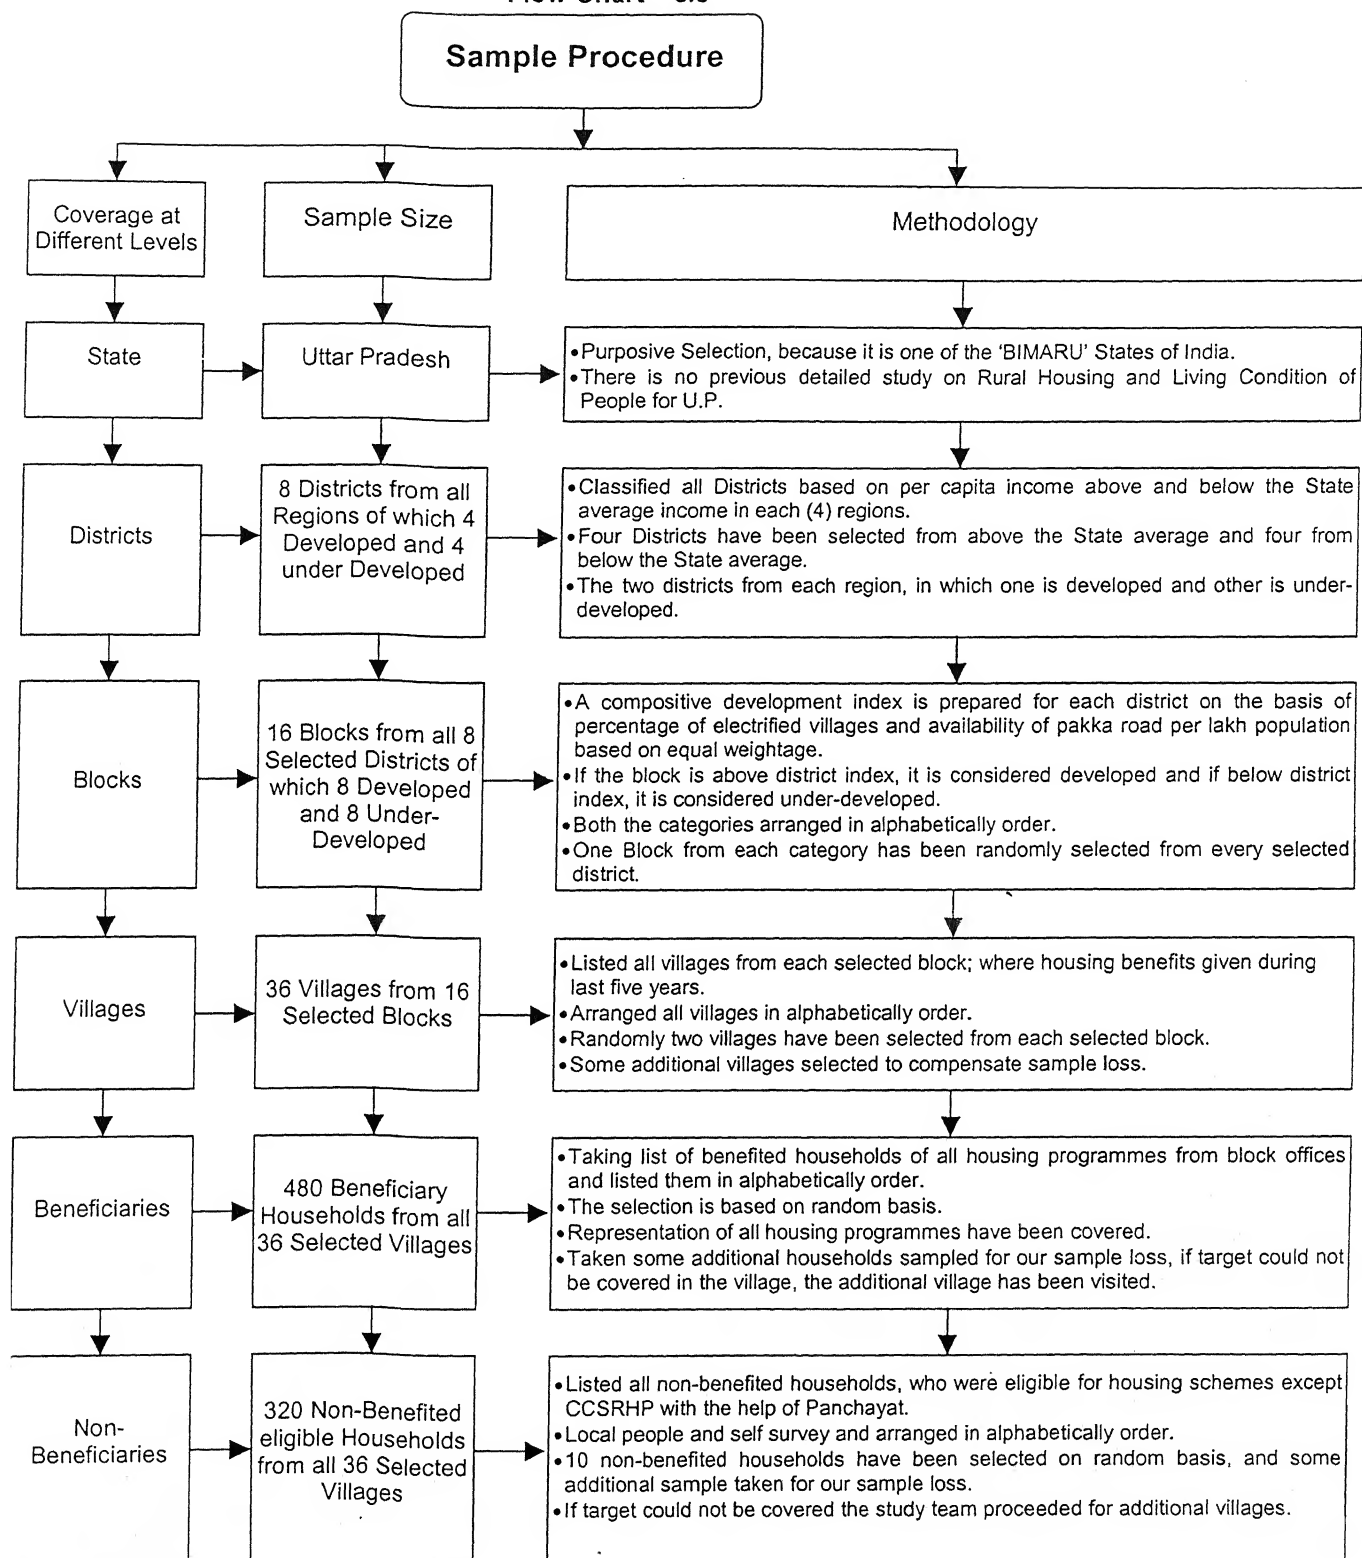 Sample Procedure
Coverage at
Different Levels
Sample Size
Methodology
State
Uttar Pradesh
•Purposive Selection, because it is one of the 'BIMARU' States of India.
•There is no previous detailed study on Rural Housing and Living Condition of
People for U.P.
Districts
8 Districts from all
Regions of which 4
Developed and 4
under Developed
•Classified all Districts based on per capita income above and below the State
average income in each (4) regions.
•Four Districts have been selected from above the State average and four from
below the State average.
•The two districts from each region, in which one is developed and other is under-
developed.
Blocks
16 Blocks from all 8
Selected Districts of
which 8 Developed
and 8 Under-
Developed
•A compositive development index is prepared for each district on the basis of
percentage of electrified villages and availability of pakka road per lakh population
based on equal weightage.
•If the block is above district index, it is considered developed and if below district
index, it is considered under-developed.
•Both the categories arranged in alphabetically order.
•One Block from each category has been randomly selected from every selected
district.
Villages
36 Villages from 16
Selected Blocks
•Listed all villages from each selected block; where housing benefits given during
last five years.
•Arranged all villages in alphabetically order.
•Randomly two villages have been selected from each selected block.
•Some additional villages selected to compensate sample loss.
Beneficiaries
480 Beneficiary
Households from all
36 Selected Villages
•Taking list of benefited households of all housing programmes from block offices
and listed them in alphabetically order.
•The selection is based on random basis.
•Representation of all housing programmes have been covered.
•Taken some additional households sampled for our sample loss, if target could not
be covered in the village, the additional village has been visited.
Non-
Beneficiaries
320 Non-Benefited
eligible Households
from all 36 Selected
Villages
•Listed all non-benefited households, who were eligible for housing schemes except
CCSRHP with the help of Panchayat.
•Local people and self survey and arranged in alphabetically order.
•10 non-benefited households have been selected on random basis, and some
additional sample taken for our sample loss.
•If target could not be covered the study team proceeded for additional villages.